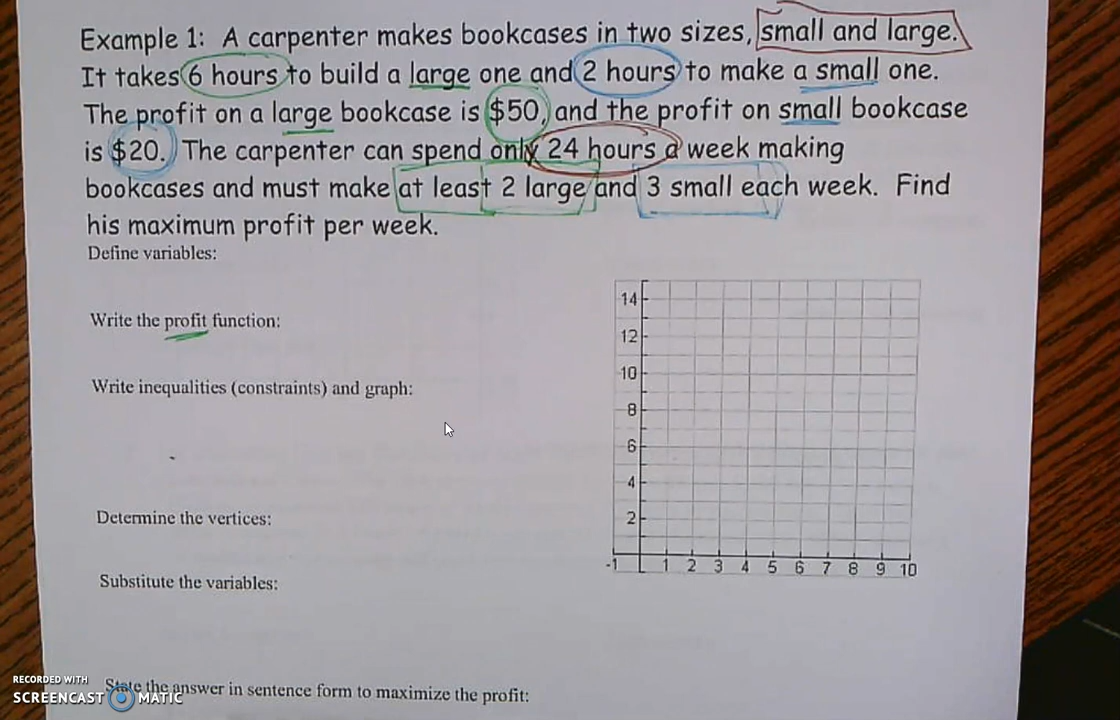 Example 1: A carpenter makes bookcases in two sizes, small and large.
It takes 6 hours to build a large one and 2 hours to make a small one.
The profit on a large bookcase is $50, and the profit on small bookcase
is $20. The carpenter can spend only 24 hours a week making
bookcases and must make at least 2 large and 3 small each week. Find
his maximum profit per week.
Define variables:
Write the profit function:
Write inequalities (constraints) and graph:
Determine the vertices:
Substitute the variables:
State the answer in sentence form to maximize the profit:
14
12
10
8
6
4
2
-1 1 2 3 4 5 6 7 8 9 10
RECORDED WITH
SCREENCAST MATIC